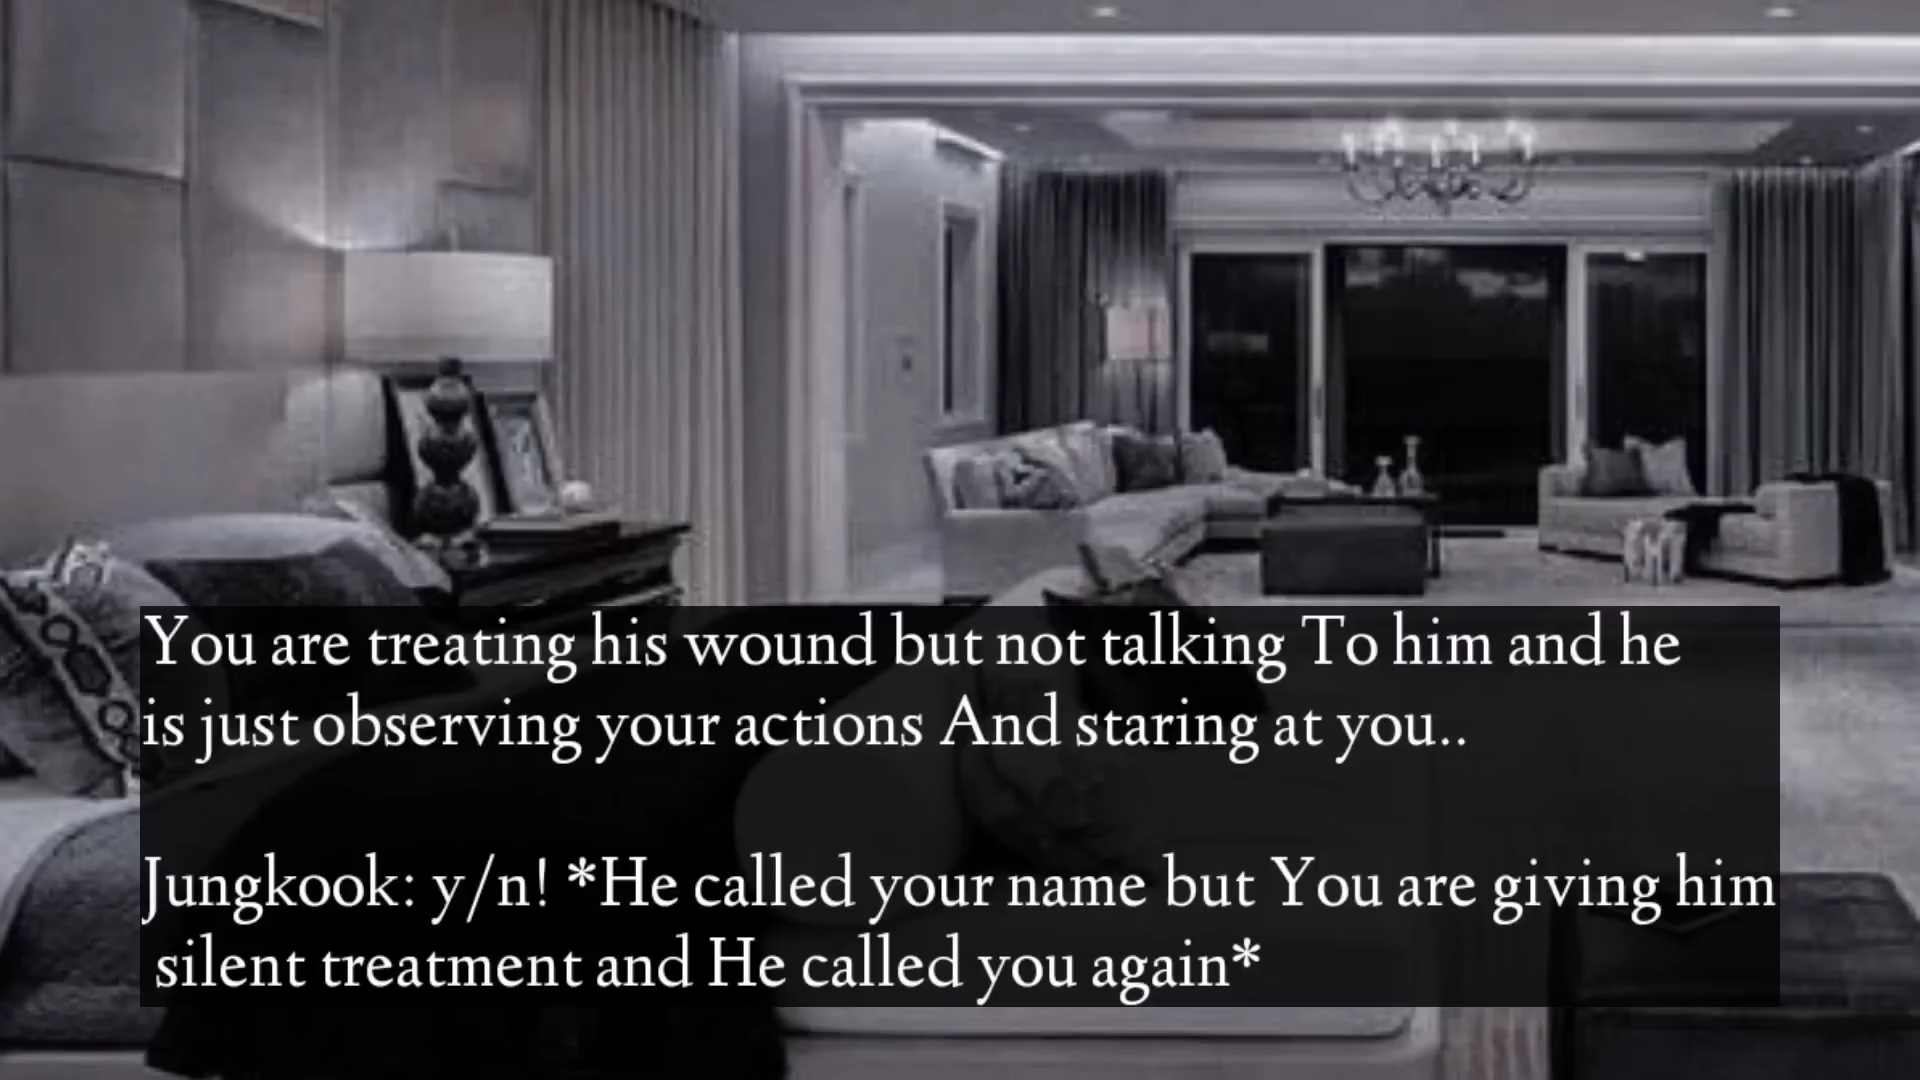 You are treating his wound but not talking To him and he
is just observing your actions And staring at you..
Jungkook: y/n! *He called your name but You are giving him
silent treatment and He called you again*